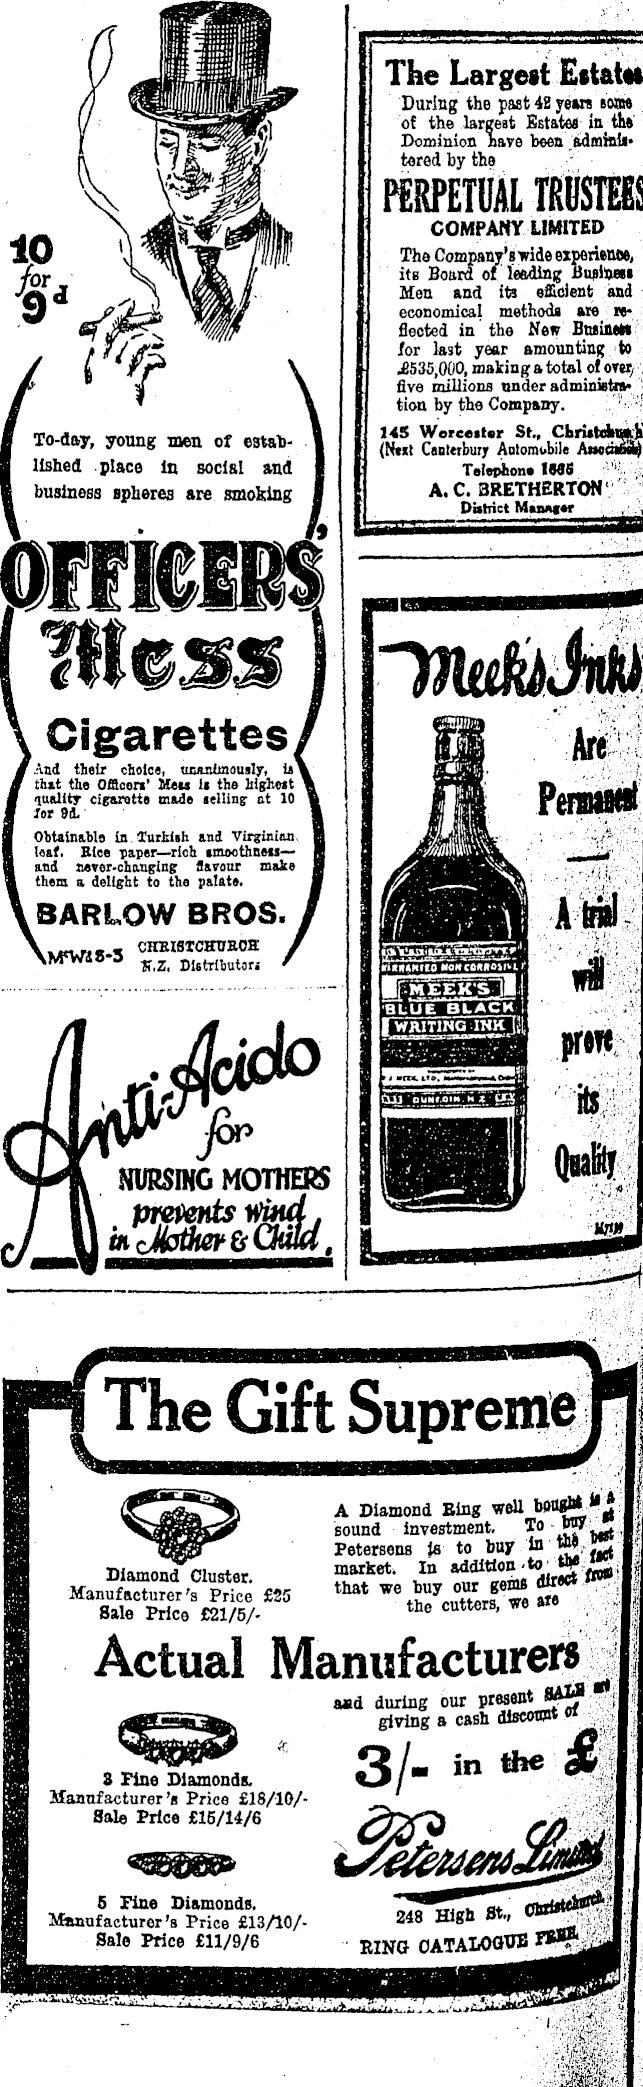 10
for
9d
To-day, young men of estab-
lished place in social and
business spheres are smoking
OFFICERS'
Mess
Cigarettes
And their choice, unanimously, is
that the Officers' Mess is the highest
quality cigarette made selling at 10
for 9d.
Obtainable in Turkish and Virginian
leaf. Rice paper—rich smoothness—
and never-changing flavour make
them a delight to the palate.
BARLOW BROS.
CHRISTCHURCH
N.Z. Distributors
McW18-3
Anti-Acido
for
NURSING MOTHERS
prevents wind
in Mother & Child.
The Largest Estates
During the past 42 years some
of the largest Estates in the
Dominion have been adminis-
tered by the
PERPETUAL TRUSTEES
COMPANY LIMITED
The Company's wide experience,
its Board of leading Business
Men and its efficient and
economical methods are re-
flected in the New Business
for last year amounting to
£535,000, making a total of over
five millions under administra-
tion by the Company.
145 Worcester St., Christchurch
(Next Canterbury Automobile Association)
Telephone 1665
A. C. BRETHERTON
District Manager
Meek's Inks
Are
Permanent
A trial
will
prove
its
Quality
WARRANTED NON CORROSIVE
MEEK'S
BLUE BLACK
WRITING INK
J MEEK, LTD.,
DUNEDIN N.Z.
The Gift Supreme
Diamond Cluster.
Manufacturer's Price £25
Sale Price £21/5/-
A Diamond Ring well bought is a
sound investment. To buy at
Petersens is to buy in the best
market. In addition to the fact
that we buy our gems direct from
the cutters, we are
Actual Manufacturers
and during our present SALE are
giving a cash discount of
3/- in the £
3 Fine Diamonds.
Manufacturer's Price £18/10/-
Sale Price £15/14/6
5 Fine Diamonds.
Manufacturer's Price £13/10/-
Sale Price £11/9/6
Petersens Limited
248 High St., Christchurch
RING CATALOGUE FREE.